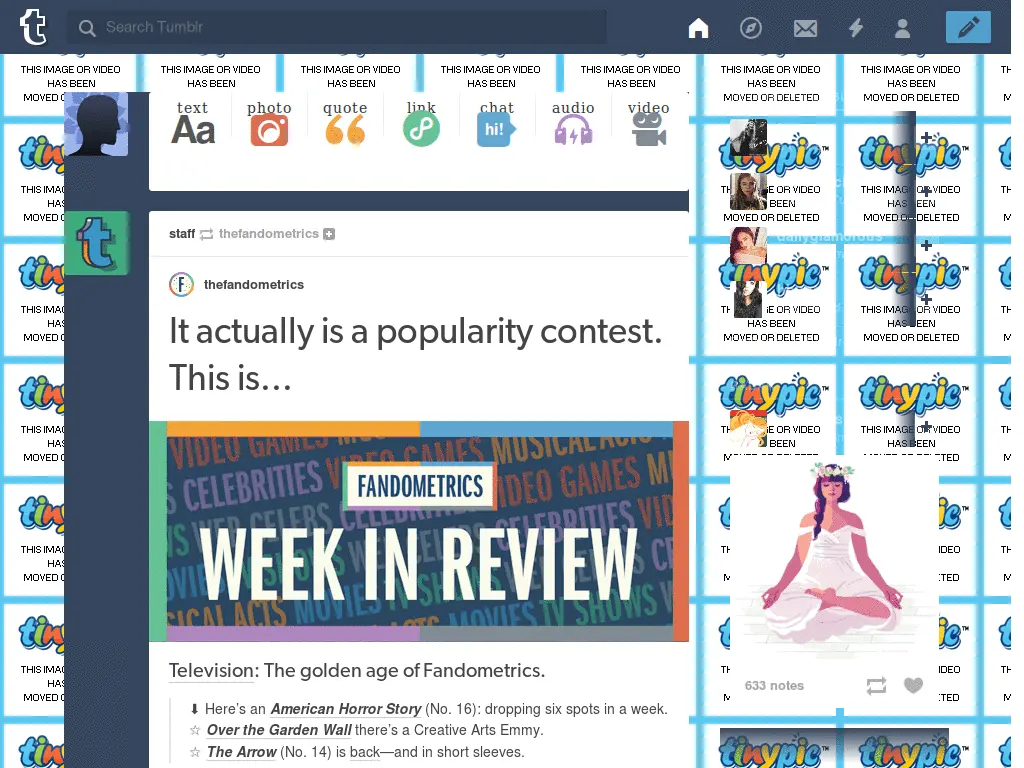 Search Tumblr
text photo quote link chat audio video
Aa hi!
staff thefandometrics
F thefandometrics
It actually is a popularity contest.
This is...
VIDEO GAMES MUSICAL ACTS
CELEBRITIES VIDEO GAMES
FANDOMETRICS
WEEK IN REVIEW
MOVIES TV SHOWS
Television: The golden age of Fandometrics.
⬇ Here's an American Horror Story (No. 16): dropping six spots in a week.
☆ Over the Garden Wall there's a Creative Arts Emmy.
☆ The Arrow (No. 14) is back—and in short sleeves.
tinypic™
THIS IMAGE OR VIDEO
HAS BEEN
MOVED OR DELETED
dailyglamorous
633 notes